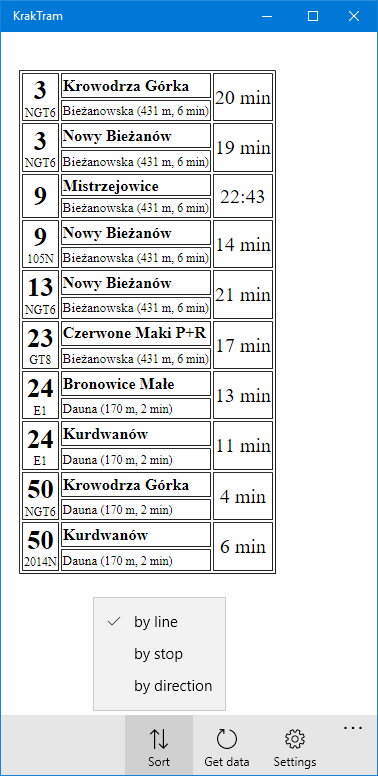 KrakTram
3
NGT6
Krowodrza Górka
Bieżanowska (431 m, 6 min)
20 min
3
NGT6
Nowy Bieżanów
Bieżanowska (431 m, 6 min)
19 min
9
Mistrzejowice
Bieżanowska (431 m, 6 min)
22:43
9
105N
Nowy Bieżanów
Bieżanowska (431 m, 6 min)
14 min
13
NGT6
Nowy Bieżanów
Bieżanowska (431 m, 6 min)
21 min
23
GT8
Czerwone Maki P+R
Bieżanowska (431 m, 6 min)
17 min
24
E1
Bronowice Małe
Dauna (170 m, 2 min)
13 min
24
E1
Kurdwanów
Dauna (170 m, 2 min)
11 min
50
NGT6
Krowodrza Górka
Dauna (170 m, 2 min)
4 min
50
2014N
Kurdwanów
Dauna (170 m, 2 min)
6 min
by line
by stop
by direction
Sort
Get data
Settings